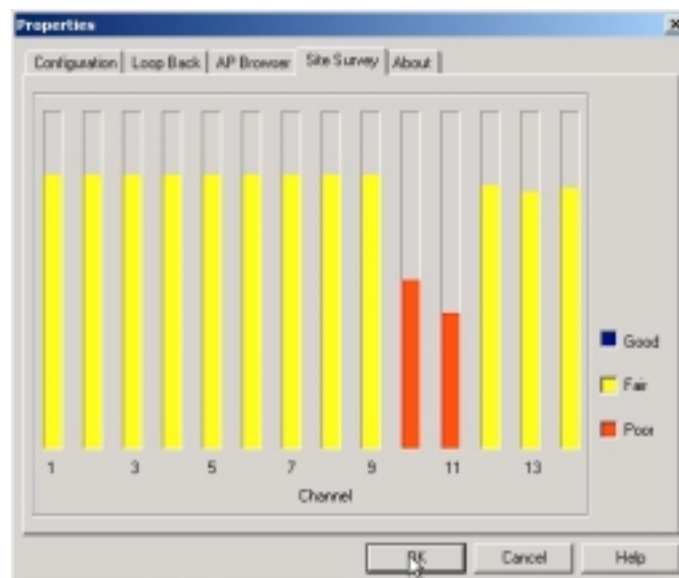 Properties
Configuration Loop Back AP Browser Site Survey About
Good
Fair
Poor
1 3 5 7 9 11 13
Channel
OK Cancel Help